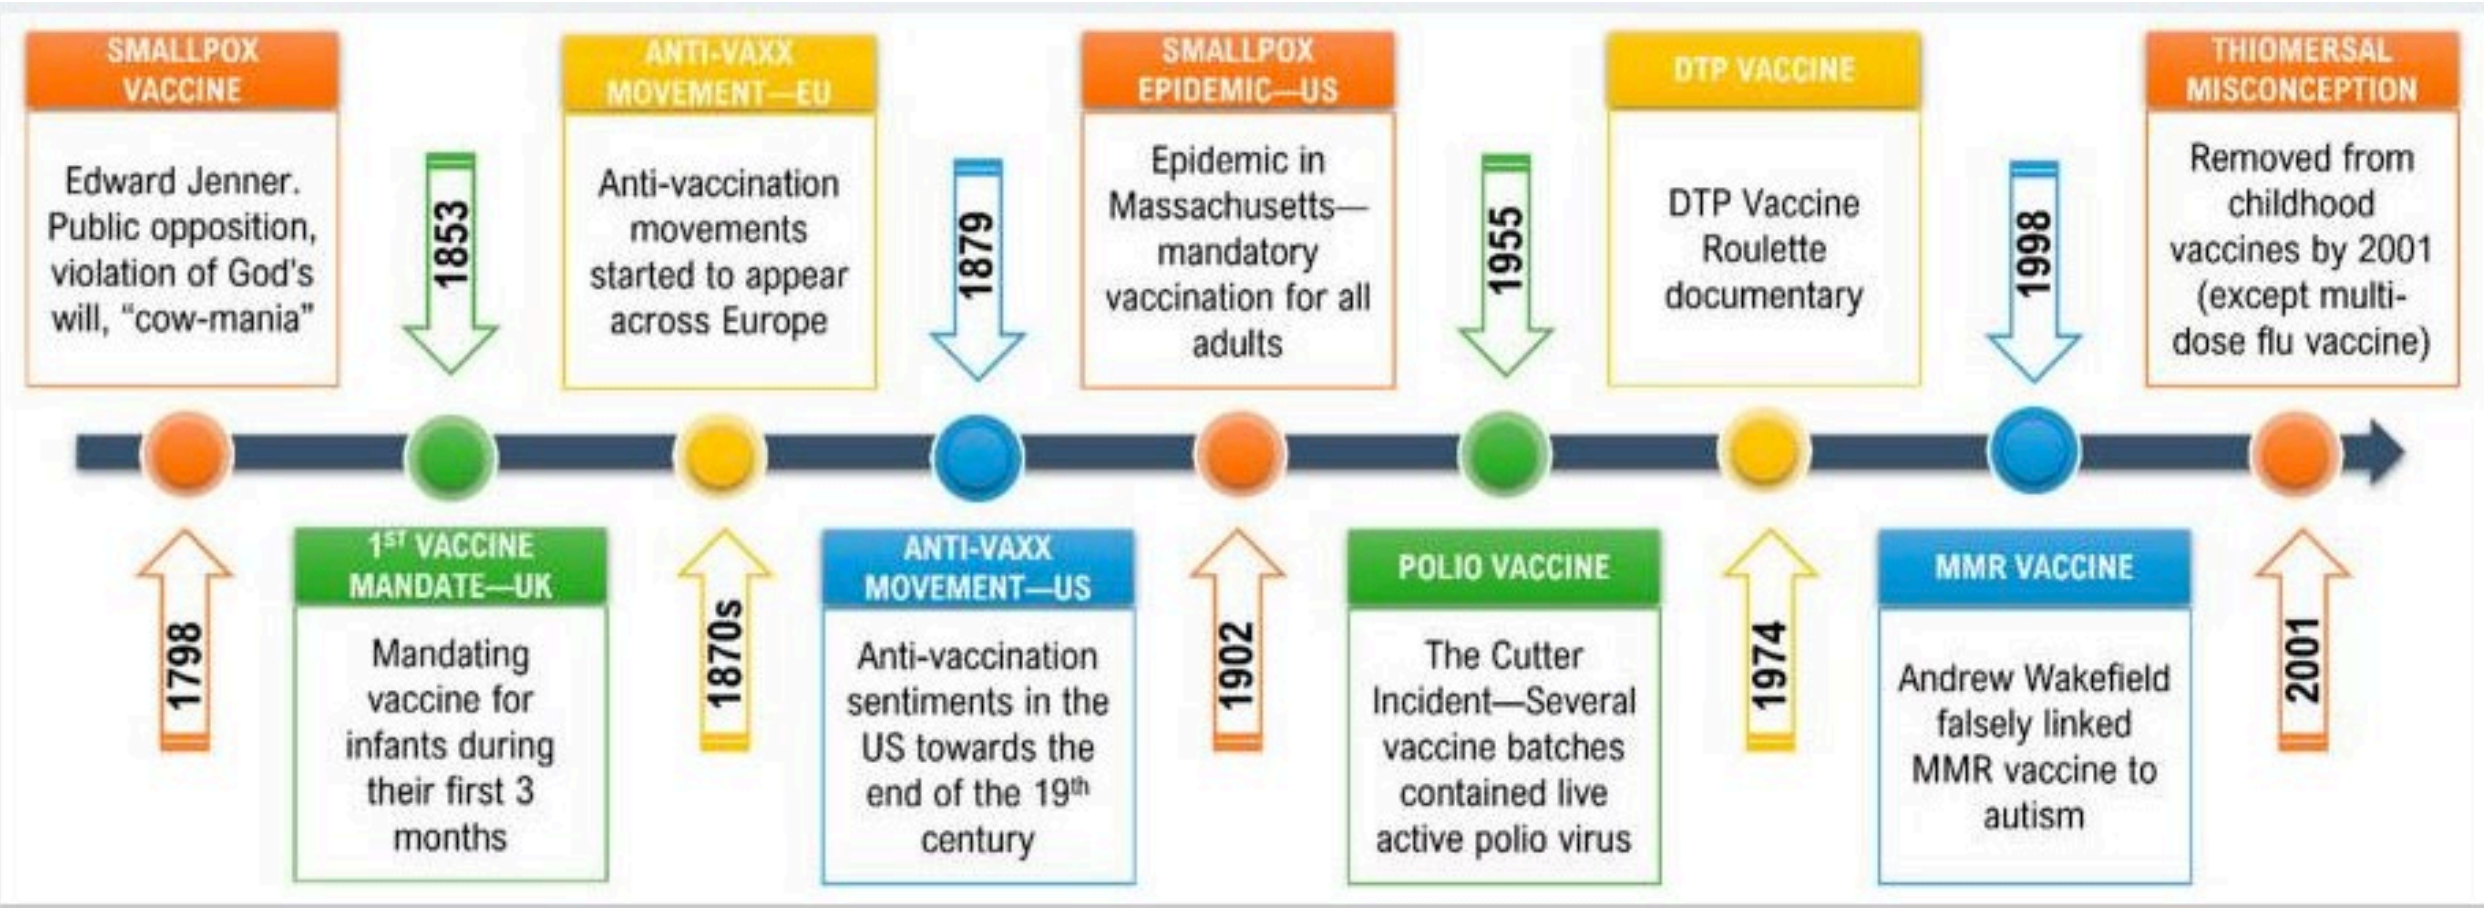 SMALLPOX
VACCINE
Edward Jenner.
Public opposition,
violation of God's
will, “cow-mania”
1798
1853
1ST VACCINE
MANDATE—UK
Mandating
vaccine for
infants during
their first 3
months
ANTI-VAXX
MOVEMENT—EU
Anti-vaccination
movements
started to appear
across Europe
1870s
1879
ANTI-VAXX
MOVEMENT—US
Anti-vaccination
sentiments in the
US towards the
end of the 19th
century
SMALLPOX
EPIDEMIC—US
Epidemic in
Massachusetts—
mandatory
vaccination for all
adults
1902
1955
POLIO VACCINE
The Cutter
Incident—Several
vaccine batches
contained live
active polio virus
DTP VACCINE
DTP Vaccine
Roulette
documentary
1974
1998
MMR VACCINE
Andrew Wakefield
falsely linked
MMR vaccine to
autism
THIOMERSAL
MISCONCEPTION
Removed from
childhood
vaccines by 2001
(except multi-
dose flu vaccine)
2001